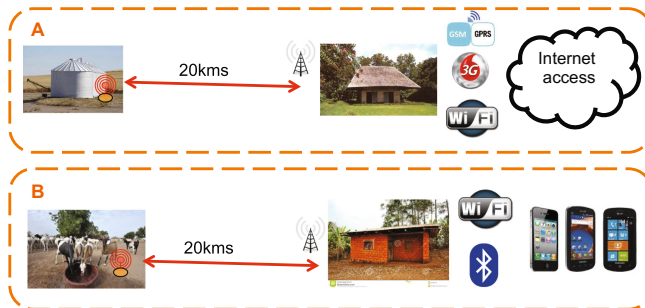 A
20kms
GSM GPRS
3G
Wi Fi
Internet
access
B
20kms
Wi Fi